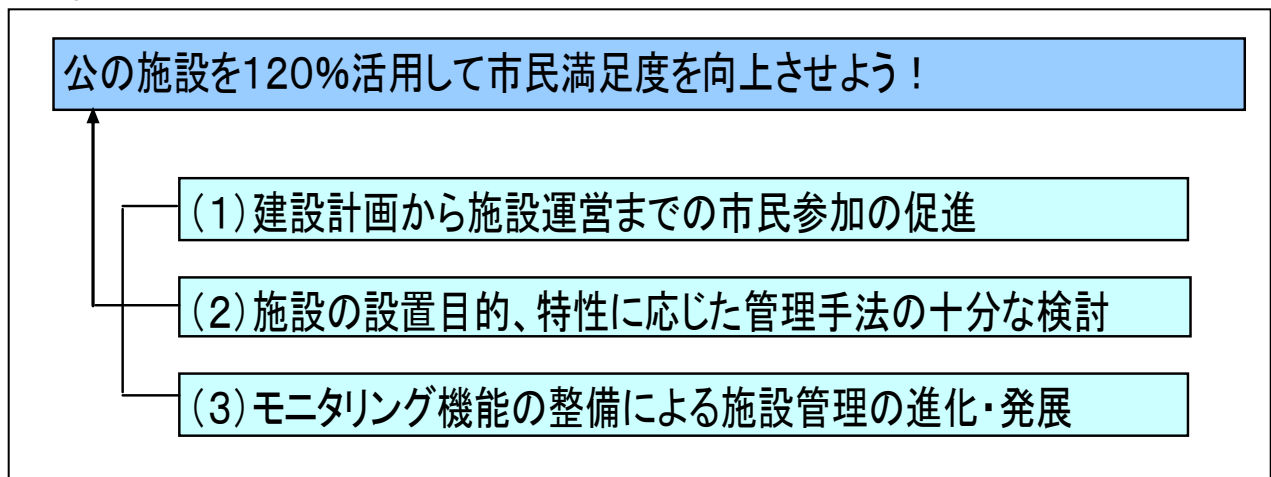 公の施設を120%活用して市民満足度を向上させよう！
(1)建設計画から施設運営までの市民参加の促進
(2)施設の設置目的、特性に応じた管理手法の十分な検討
(3)モニタリング機能の整備による施設管理の進化・発展